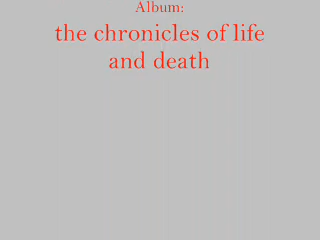 Album:
the chronicles of life
and death